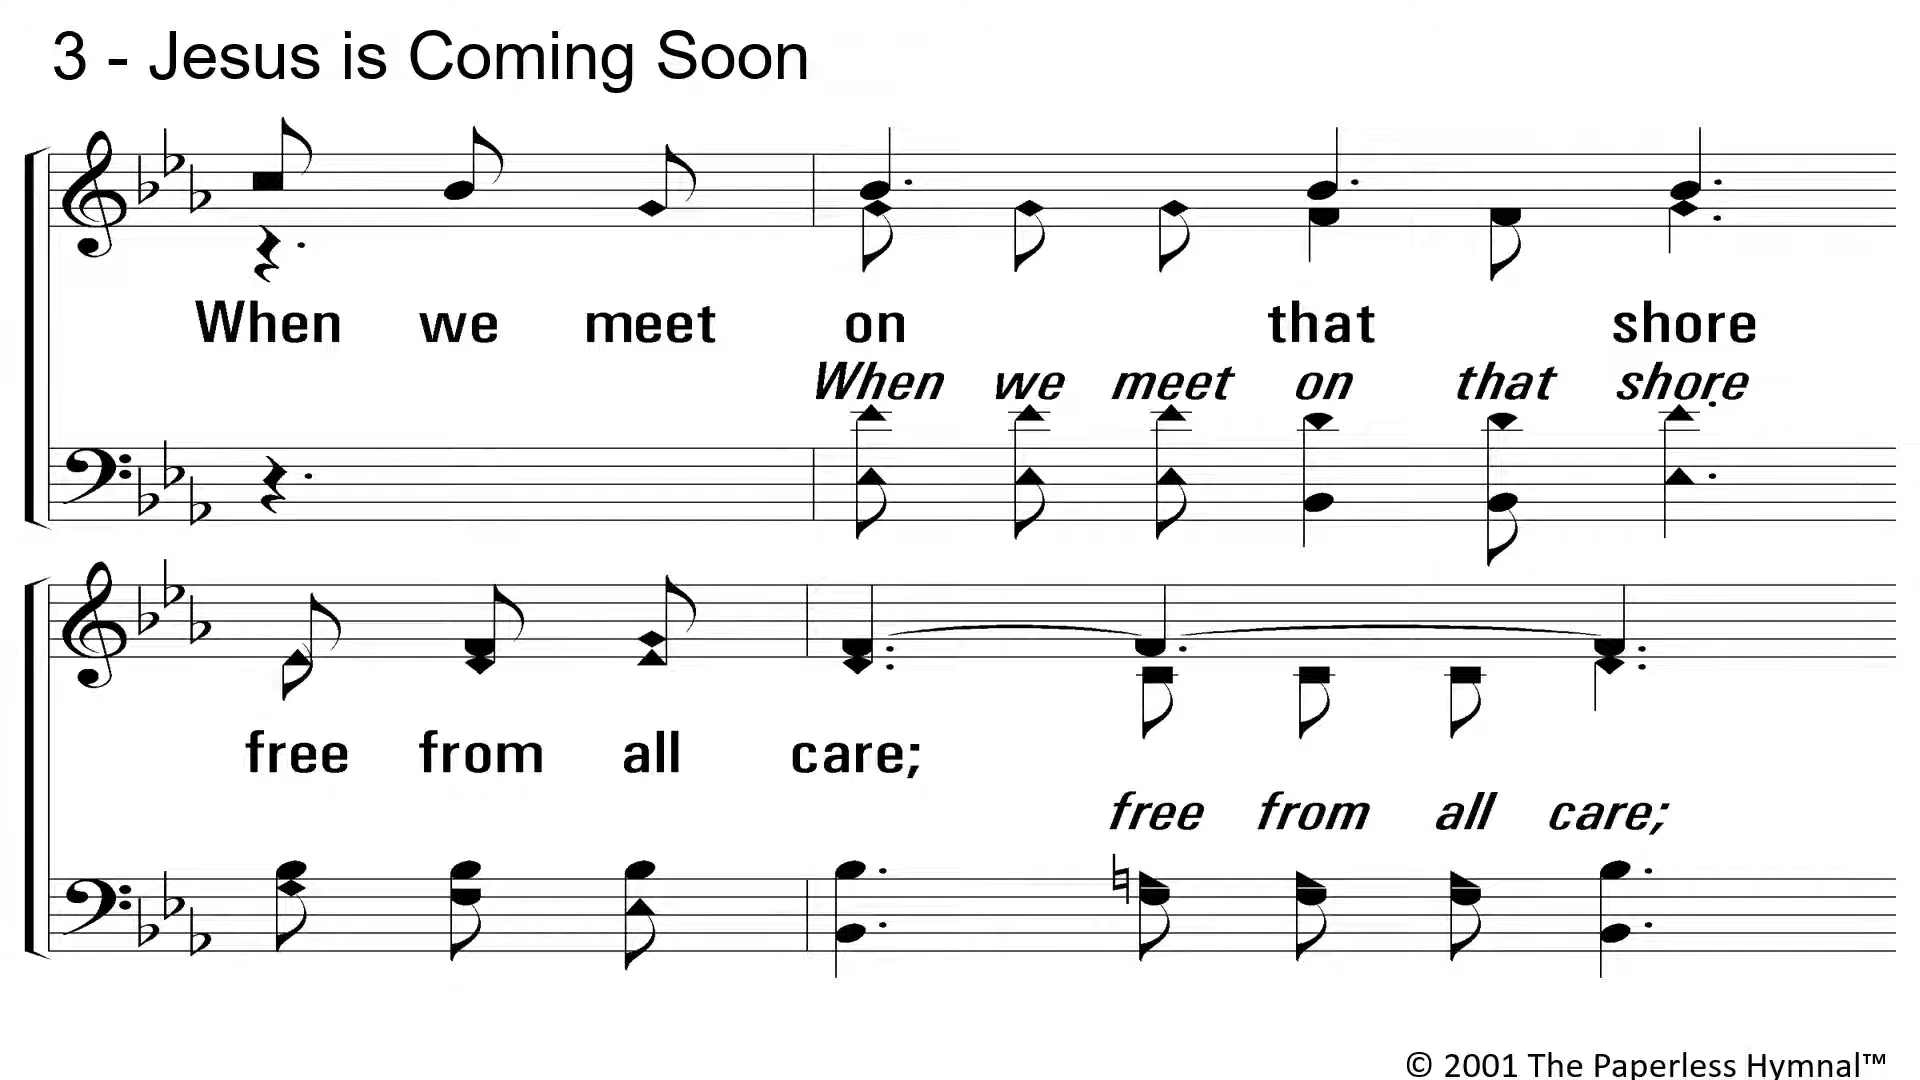 3 - Jesus is Coming Soon
When we meet on that shore
When we meet on that shore
free from all care;
free from all care;
© 2001 The Paperless Hymnal™